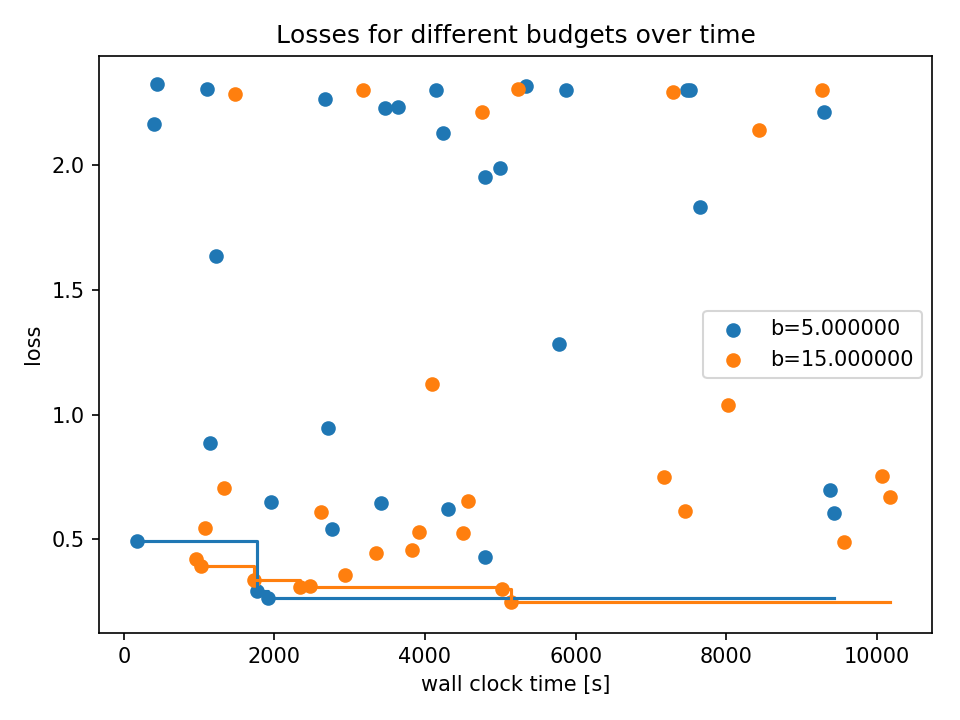 Losses for different budgets over time
loss
2.0
1.5
1.0
0.5
b=5.000000
b=15.000000
0
2000
4000
6000
8000
10000
wall clock time [s]